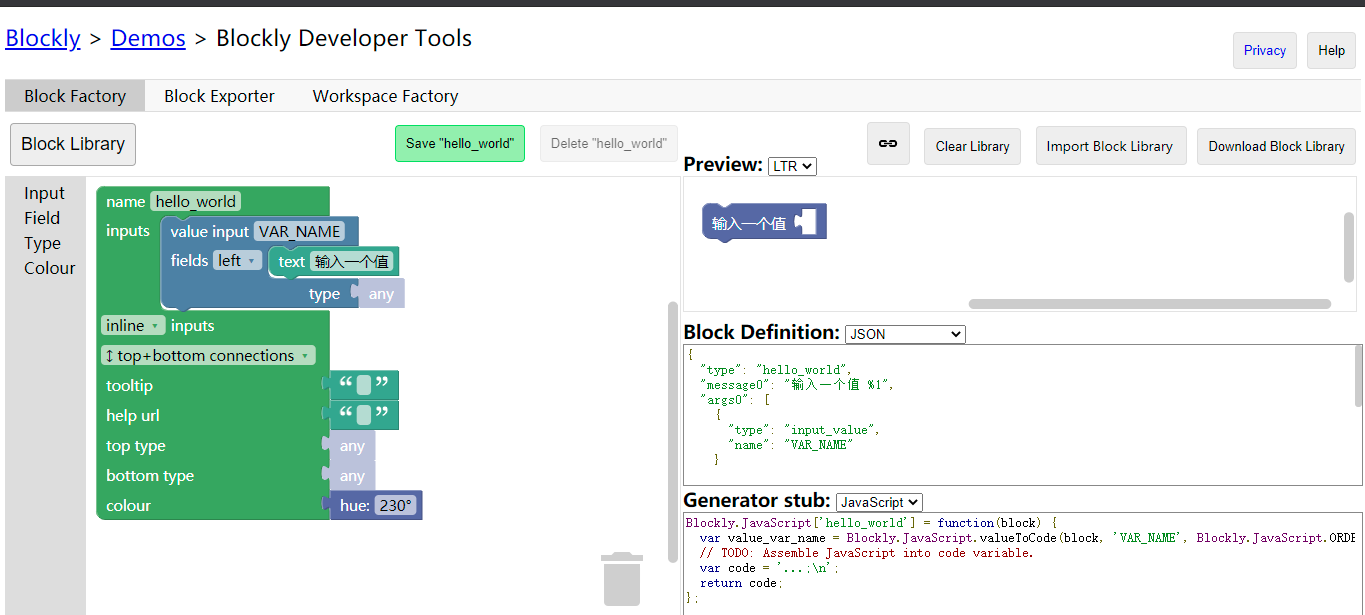 Blockly > Demos > Blockly Developer Tools
Privacy
Help
Block Factory
Block Exporter
Workspace Factory
Block Library
Save "hello_world"
Delete "hello_world"
Clear Library
Import Block Library
Download Block Library
Input
Field
Type
Colour
name hello_world
inputs
value input VAR_NAME
fields left
text 输入一个值
type any
inline inputs
↕ top+bottom connections
tooltip “ ”
help url “ ”
top type any
bottom type any
colour hue: 230°
Preview: LTR
输入一个值
Block Definition: JSON
{
"type": "hello_world",
"message0": "输入一个值 %1",
"args0": [
{
"type": "input_value",
"name": "VAR_NAME"
}
Generator stub: JavaScript
Blockly.JavaScript['hello_world'] = function(block) {
var value_var_name = Blockly.JavaScript.valueToCode(block, 'VAR_NAME', Blockly.JavaScript.ORDE
// TODO: Assemble JavaScript into code variable.
var code = '...;\n';
return code;
};